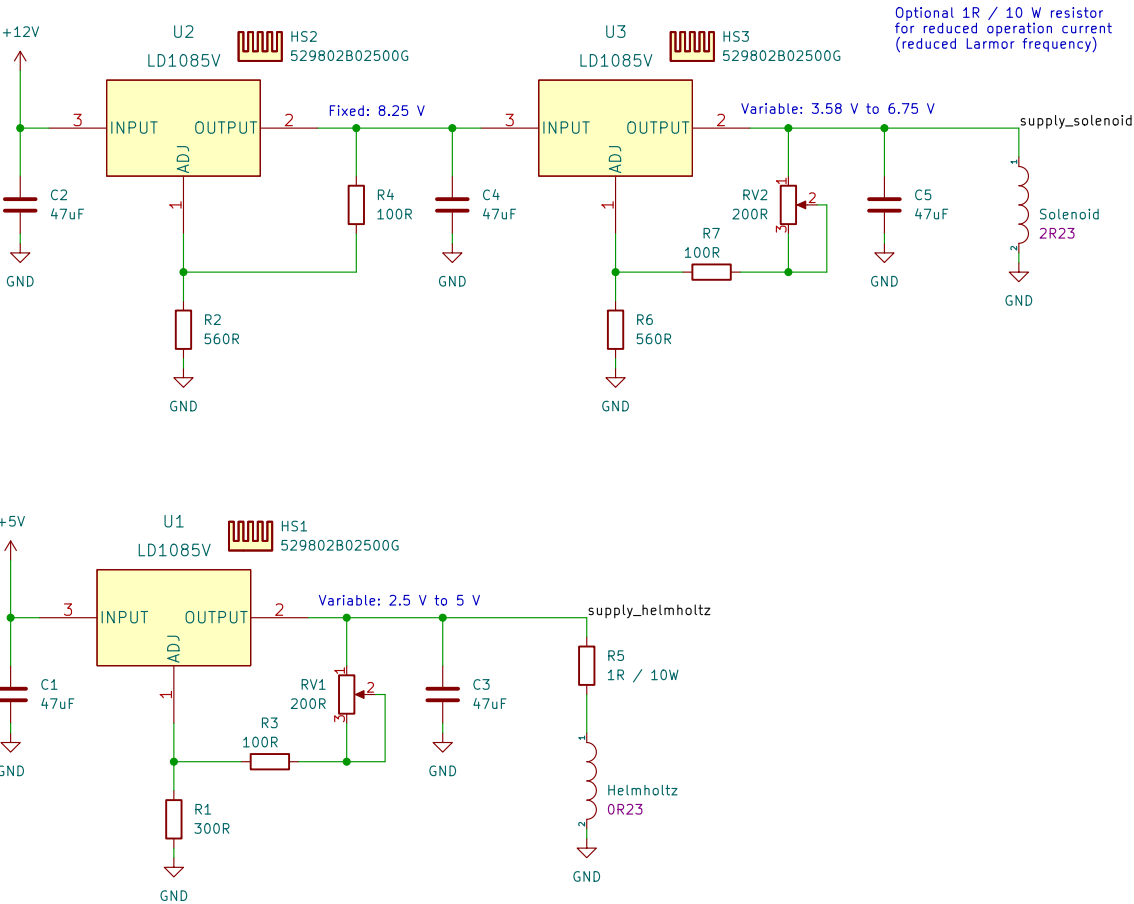 Optional 1R / 10 W resistor
for reduced operation current
(reduced Larmor frequency)
+12V
U2
LD1085V
HS2
529802B02500G
3
INPUT
OUTPUT
2
ADJ
1
Fixed: 8.25 V
C2
47uF
GND
R4
100R
C4
47uF
GND
R2
560R
GND
U3
LD1085V
HS3
529802B02500G
3
INPUT
OUTPUT
2
ADJ
1
Variable: 3.58 V to 6.75 V
supply_solenoid
RV2
200R
1
2
3
R7
100R
C5
47uF
GND
1
Solenoid
2R23
2
GND
R6
560R
GND
+5V
U1
LD1085V
HS1
529802B02500G
3
INPUT
OUTPUT
2
ADJ
1
Variable: 2.5 V to 5 V
supply_helmholtz
C1
47uF
GND
RV1
200R
1
2
3
R3
100R
C3
47uF
GND
R5
1R / 10W
1
Helmholtz
0R23
2
GND
R1
300R
GND